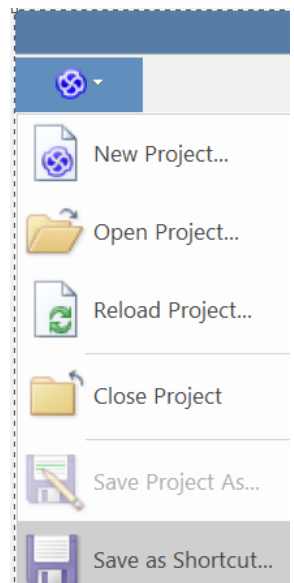 New Project...
Open Project...
Reload Project...
Close Project
Save Project As...
Save as Shortcut...